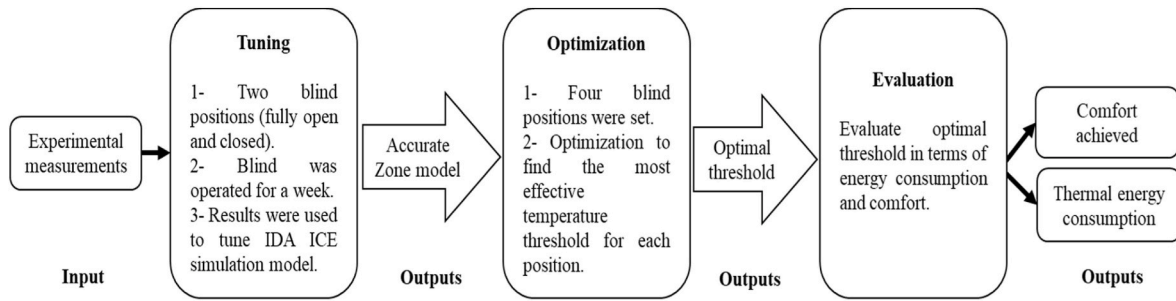 Experimental
measurements
Input
Tuning
1- Two blind
positions (fully open
and closed).
2- Blind was
operated for a week.
3- Results were used
to tune IDA ICE
simulation model.
Accurate
Zone model
Outputs
Optimization
1- Four blind
positions were set.
2- Optimization to
find the most
effective
temperature
threshold for each
position.
Optimal
threshold
Outputs
Evaluation
Evaluate optimal
threshold in terms of
energy consumption
and comfort.
Comfort
achieved
Thermal energy
consumption
Outputs